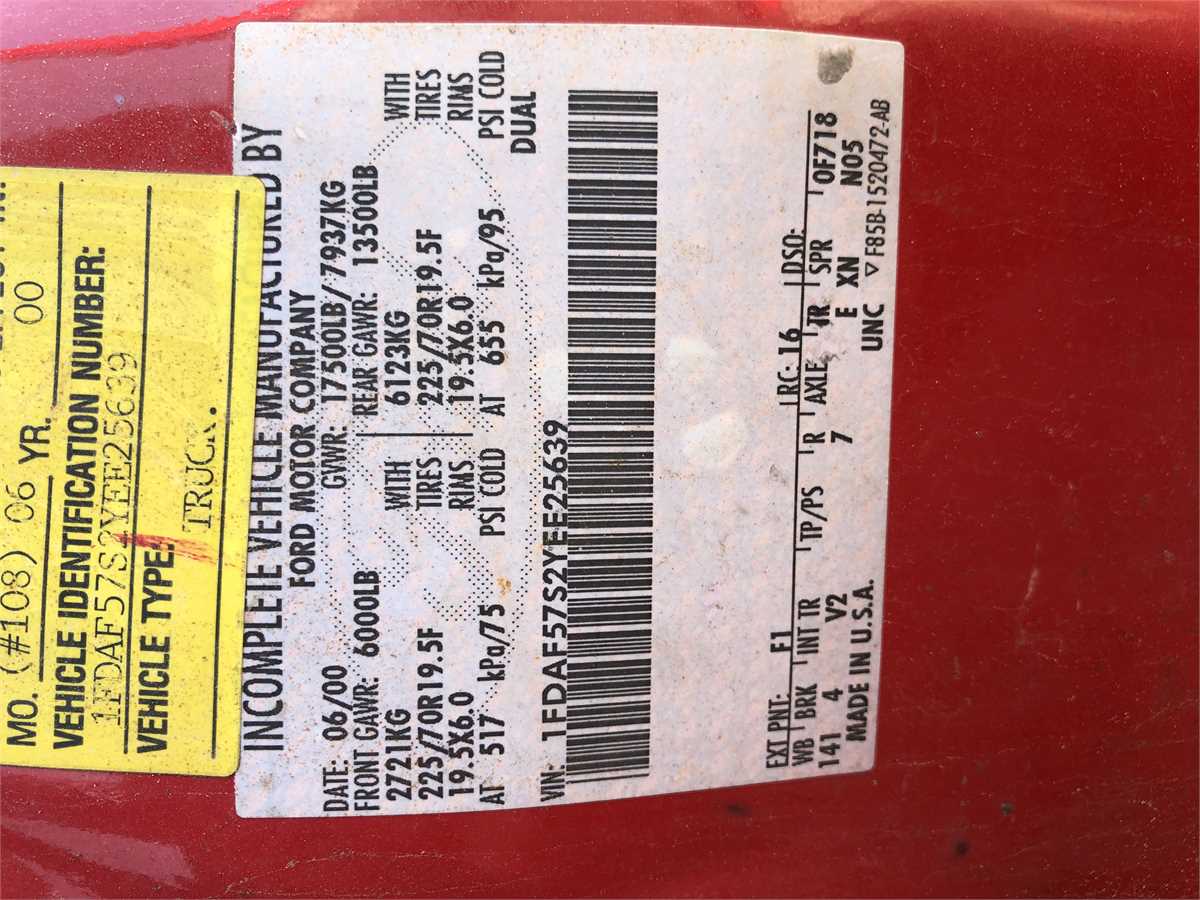 MO. (#108) 06 YR. 00
VEHICLE IDENTIFICATION NUMBER:
1FDAF57S2YEE25639
VEHICLE TYPE:
TRUCK.
INCOMPLETE VEHICLE MANUFACTURED BY
FORD MOTOR COMPANY
DATE: 06/00 GVWR: 17500LB/ 7937KG
FRONT GAWR: 6000LB REAR GAWR: 13500LB
2721KG WITH 6123KG WITH
225/70R19.5F TIRES 225/70R19.5F TIRES
19.5X6.0 RIMS 19.5X6.0 RIMS
AT 517 kPa/75 PSI COLD AT 655 kPa/95 PSI COLD
DUAL
VIN: 1FDAF57S2YEE25639
EXT PNT: F1 RC: 16 DSO:
WB BRK INT TR TP/PS R AXLE TR SPR 0F718
141 4 V2 7 E XN N05
MADE IN U.S.A. UNC
▽ F85B-1520472-AB